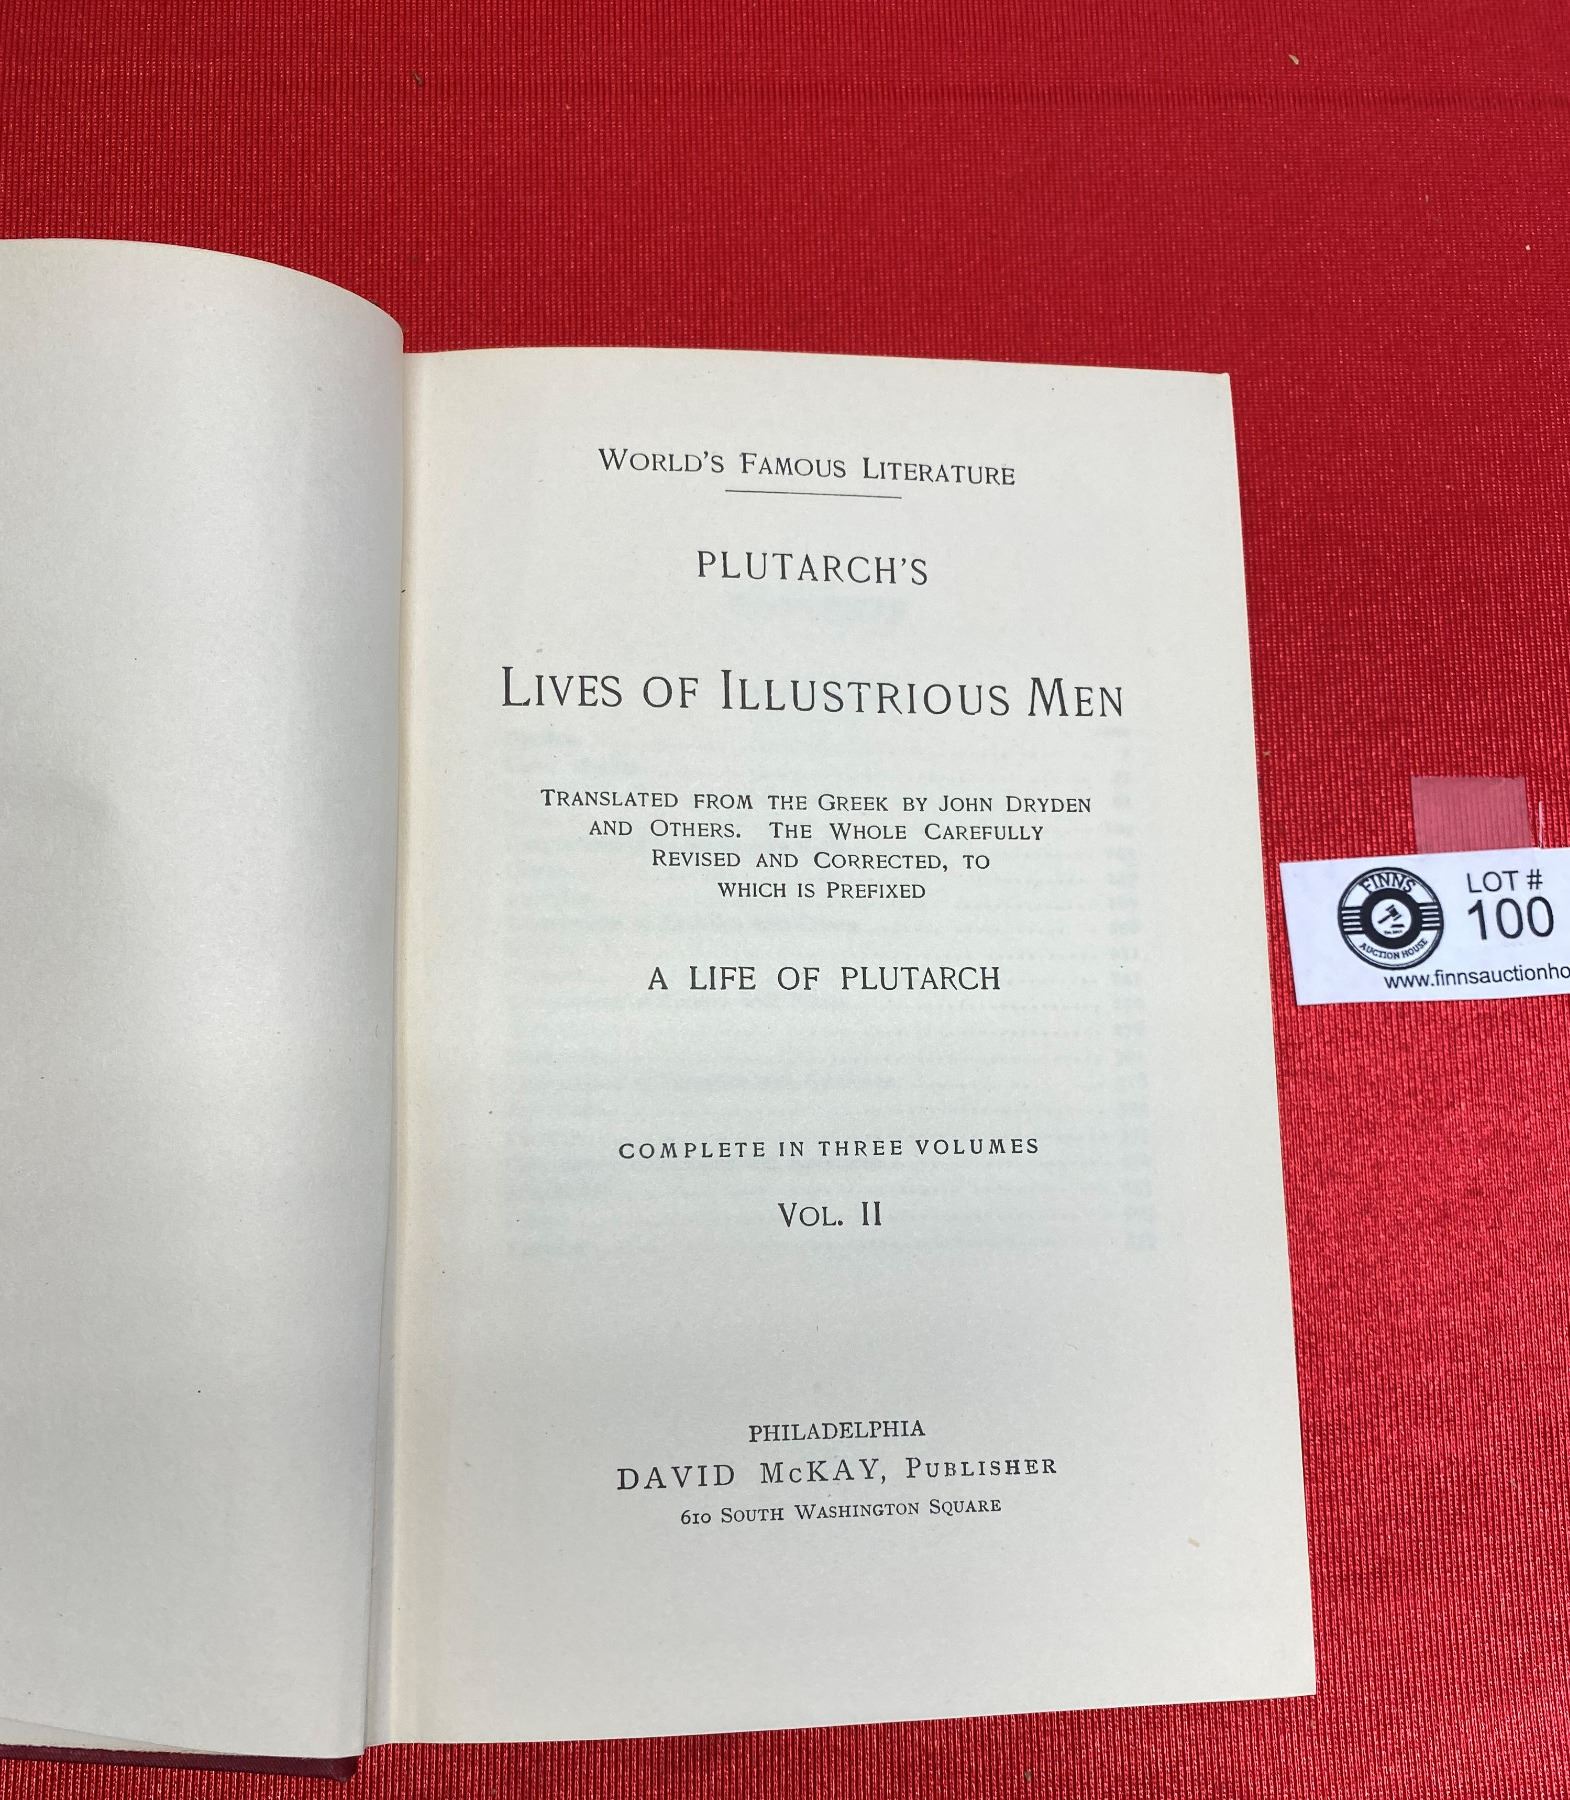 WORLD'S FAMOUS LITERATURE
PLUTARCH'S
LIVES OF ILLUSTRIOUS MEN
TRANSLATED FROM THE GREEK BY JOHN DRYDEN
AND OTHERS. THE WHOLE CAREFULLY
REVISED AND CORRECTED, TO
WHICH IS PREFIXED
A LIFE OF PLUTARCH
COMPLETE IN THREE VOLUMES
VOL. II
PHILADELPHIA
DAVID McKAY, PUBLISHER
610 SOUTH WASHINGTON SQUARE
FINNS
AUCTION HOUSE
LOT #
100
www.finnsauctionho